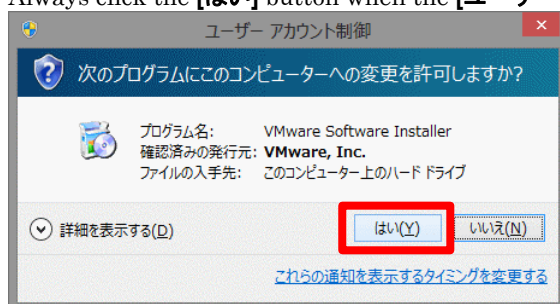 Always click the [はい] button when the [ユーザー
ユーザー アカウント制御
次のプログラムにこのコンピューターへの変更を許可しますか?
プログラム名: VMware Software Installer
確認済みの発行元: VMware, Inc.
ファイルの入手先: このコンピューター上のハード ドライブ
詳細を表示する(D) はい(Y) いいえ(N)
これらの通知を表示するタイミングを変更する